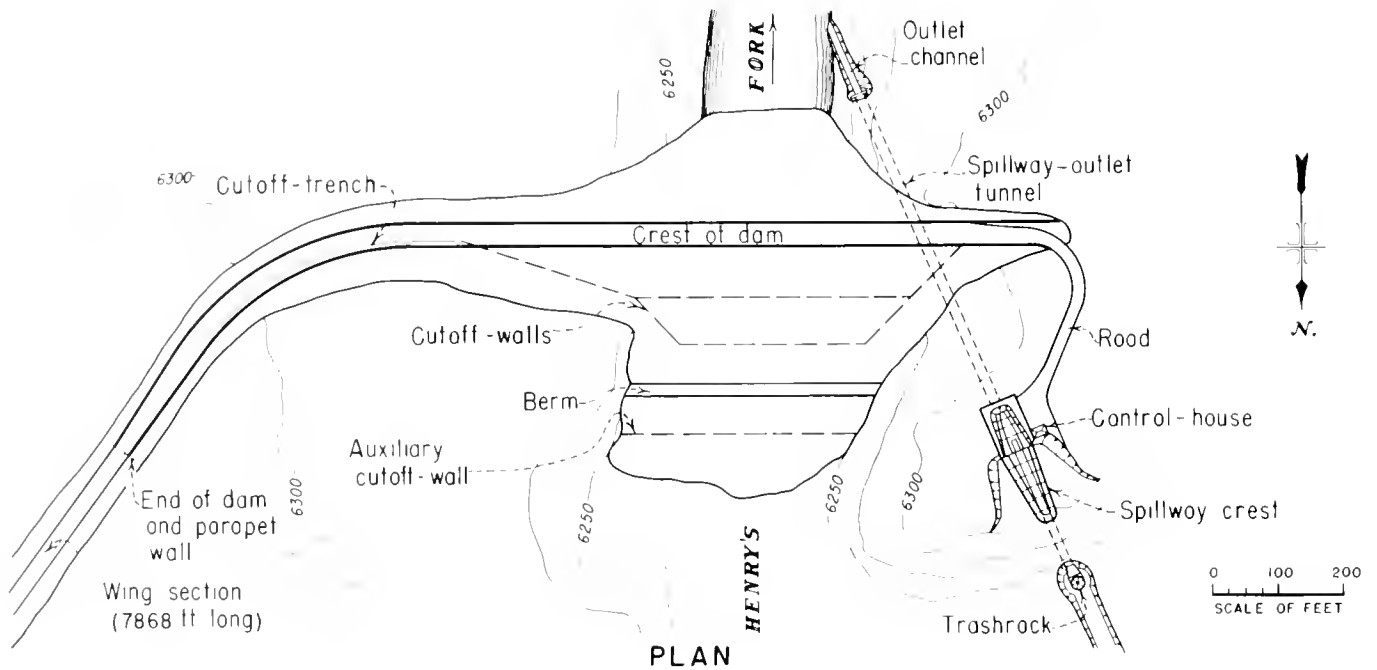 Outlet
channel
FORK
6250
6300
6300
Cutoff-trench
Spillway-outlet
tunnel
Crest of dam
N.
Cutoff-walls
Road
Berm
Control-house
Auxiliary
cutoff-wall
6300
6250
6250
6300
End of dam
and parapet
wall
Spillway crest
Wing section
(7868 ft long)
HENRY'S
0 100 200
SCALE OF FEET
Trashrack
PLAN